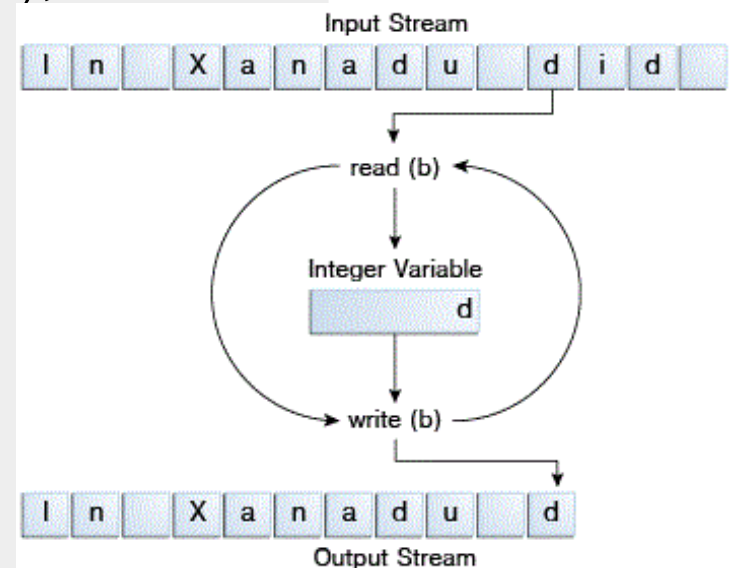 Input Stream
I n X a n a d u d i d
read (b)
Integer Variable
d
write (b)
I n X a n a d u d
Output Stream